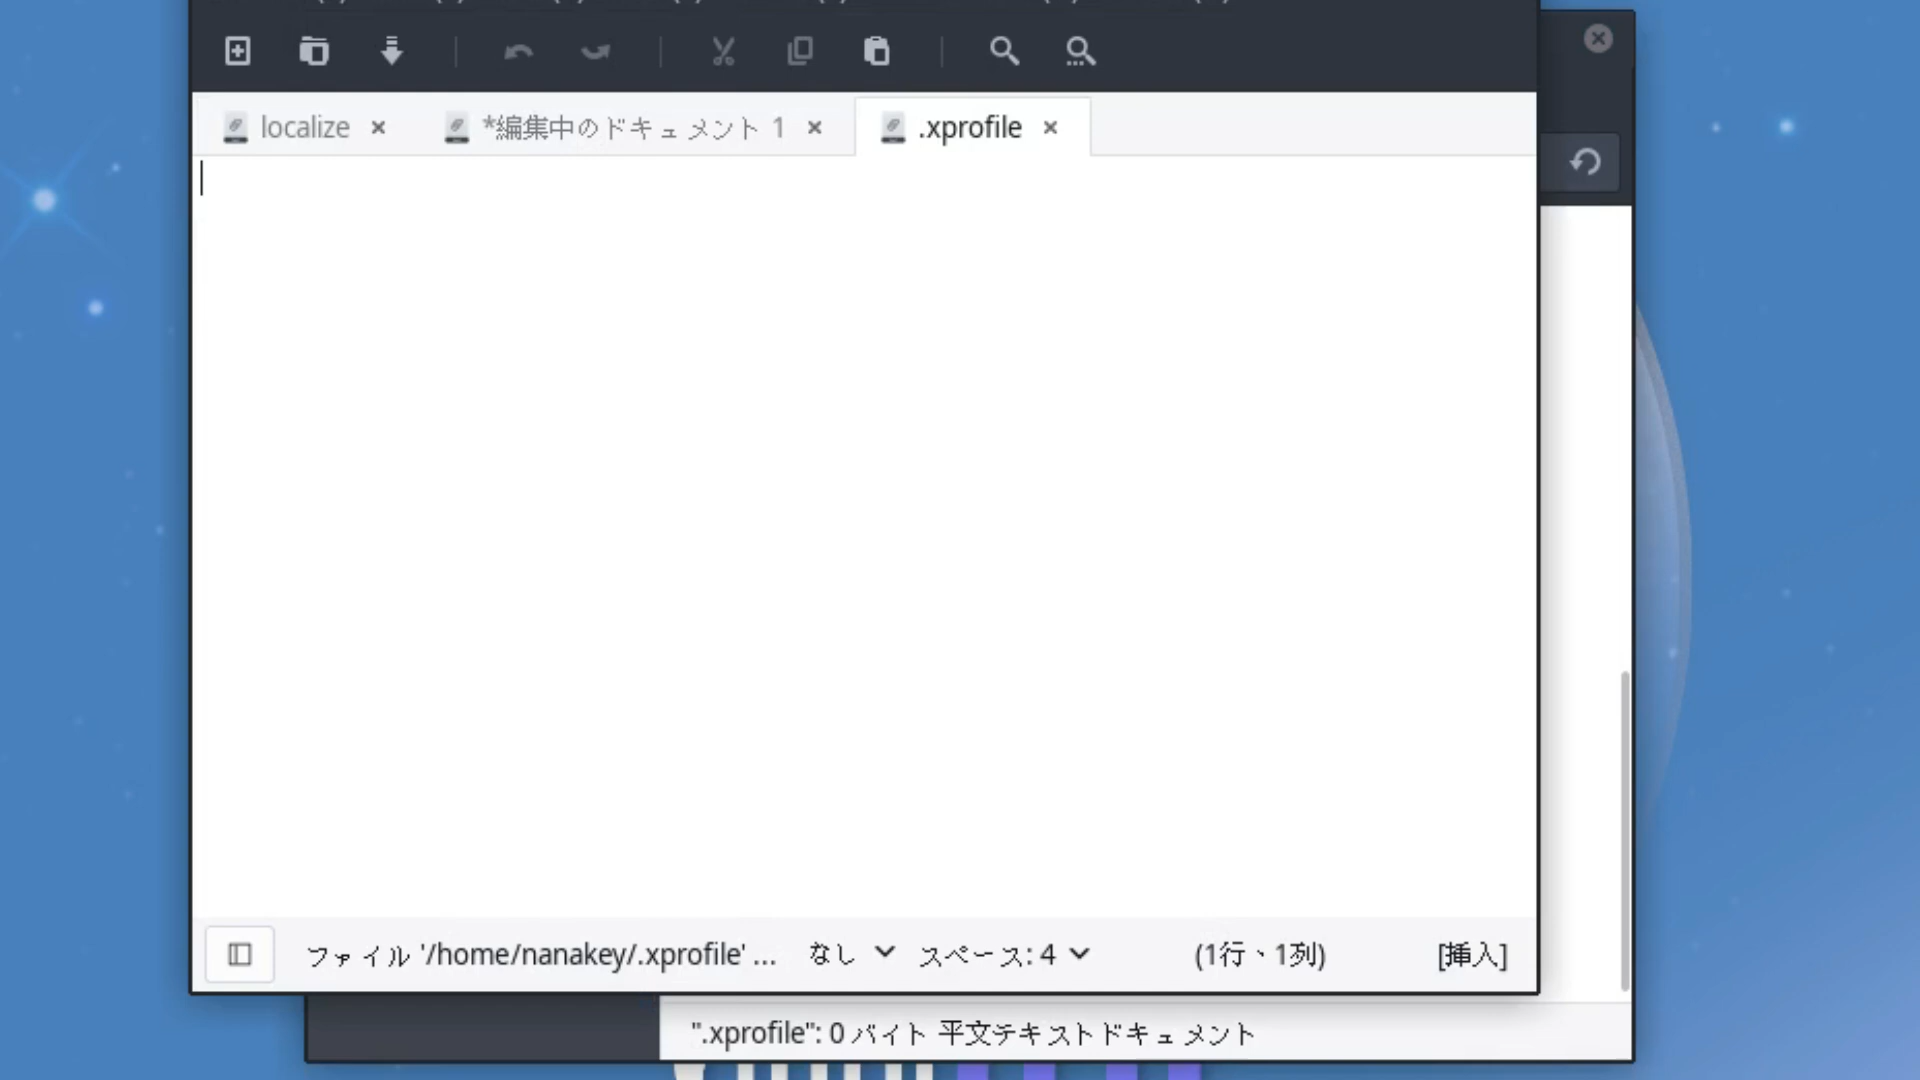 localize
*編集中のドキュメント 1
.xprofile
ファイル '/home/nanakey/.xprofile' ... なし スペース: 4 (1行、1列) [挿入]
".xprofile": 0 バイト 平文テキストドキュメント